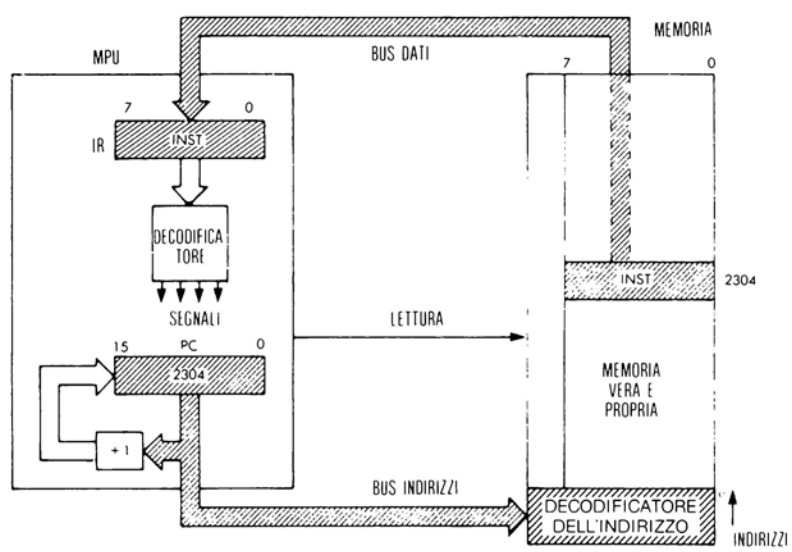 MEMORIA
MPU
BUS DATI
7 0
7 0
IR
INST
DECODIFICA
TORE
INST
2304
SEGNALI
LETTURA
15 PC 0
2304
MEMORIA
VERA E
PROPRIA
+ 1
BUS INDIRIZZI
DECODIFICATORE
DELL'INDIRIZZO
INDIRIZZI